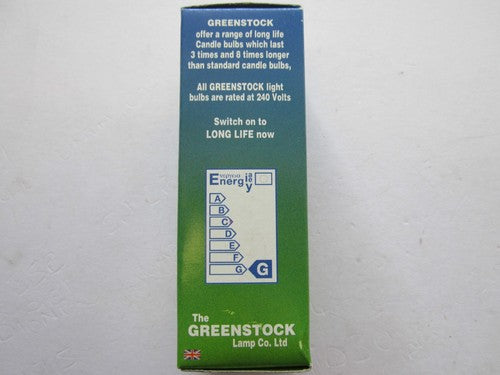 GREENSTOCK
offer a range of long life
Candle bulbs which last
3 times and 8 times longer
than standard candle bulbs,
All GREENSTOCK light
bulbs are rated at 240 Volts
Switch on to
LONG LIFE now
Energ
A
B
C
D
E
F
G G
The
GREENSTOCK
Lamp Co. Ltd